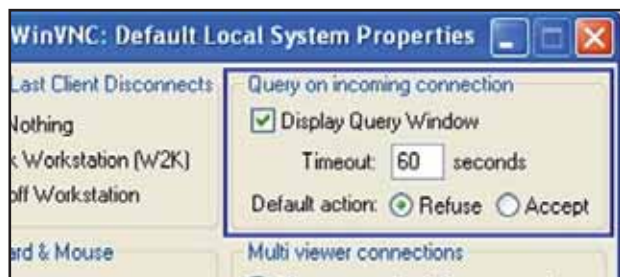 WinVNC: Default Local System Properties
Last Client Disconnects
Nothing
k Workstation (W2K)
off Workstation
Query on incoming connection
Display Query Window
Timeout: 60 seconds
Default action: Refuse Accept
ard & Mouse
Multi viewer connections